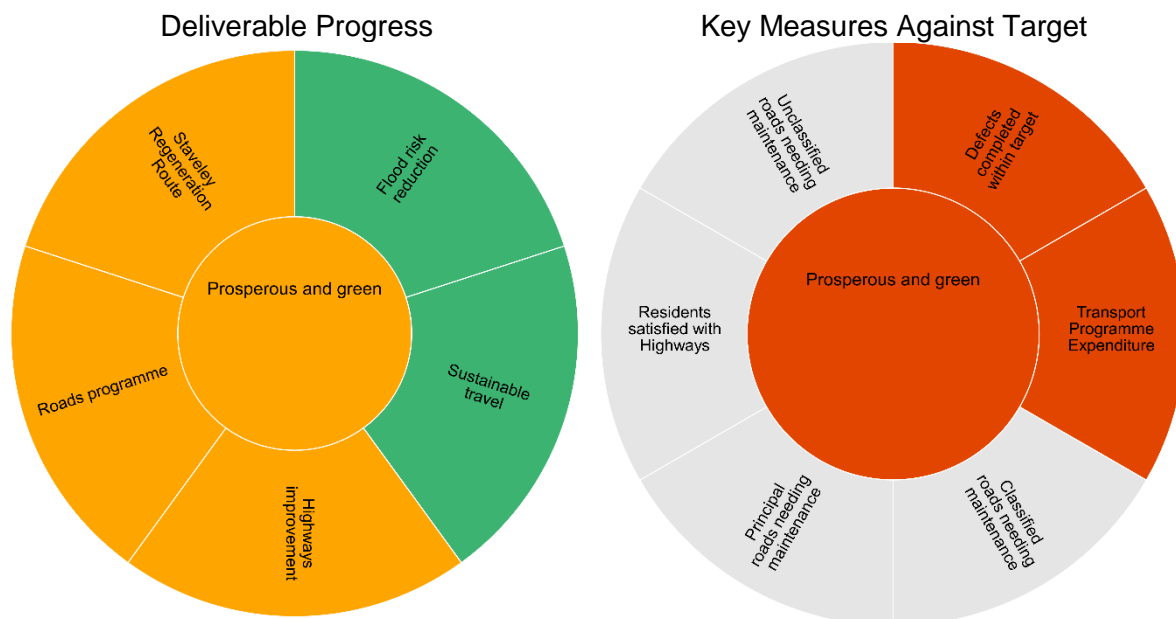 Deliverable Progress
Staveley
Regeneration
Route
Flood risk
reduction
Prosperous and green
Roads programme
Sustainable
travel
Highways
improvement
Key Measures Against Target
Unclassified
roads needing
maintenance
Defects
completed
within target
Prosperous and green
Residents
satisfied with
Highways
Transport
Programme
Expenditure
Principal
roads needing
maintenance
Classified
roads needing
maintenance